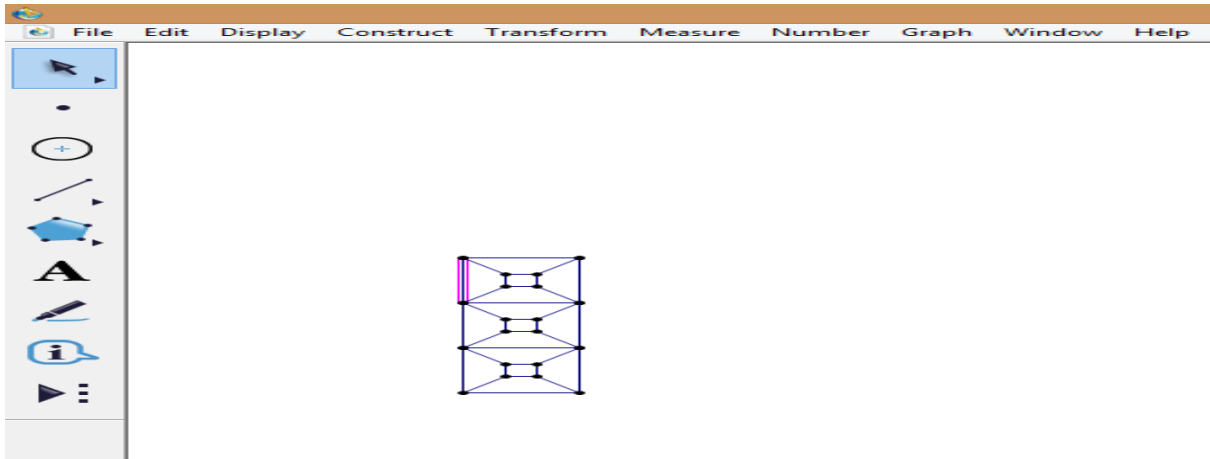 File Edit Display Construct Transform Measure Number Graph Window Help
A
i